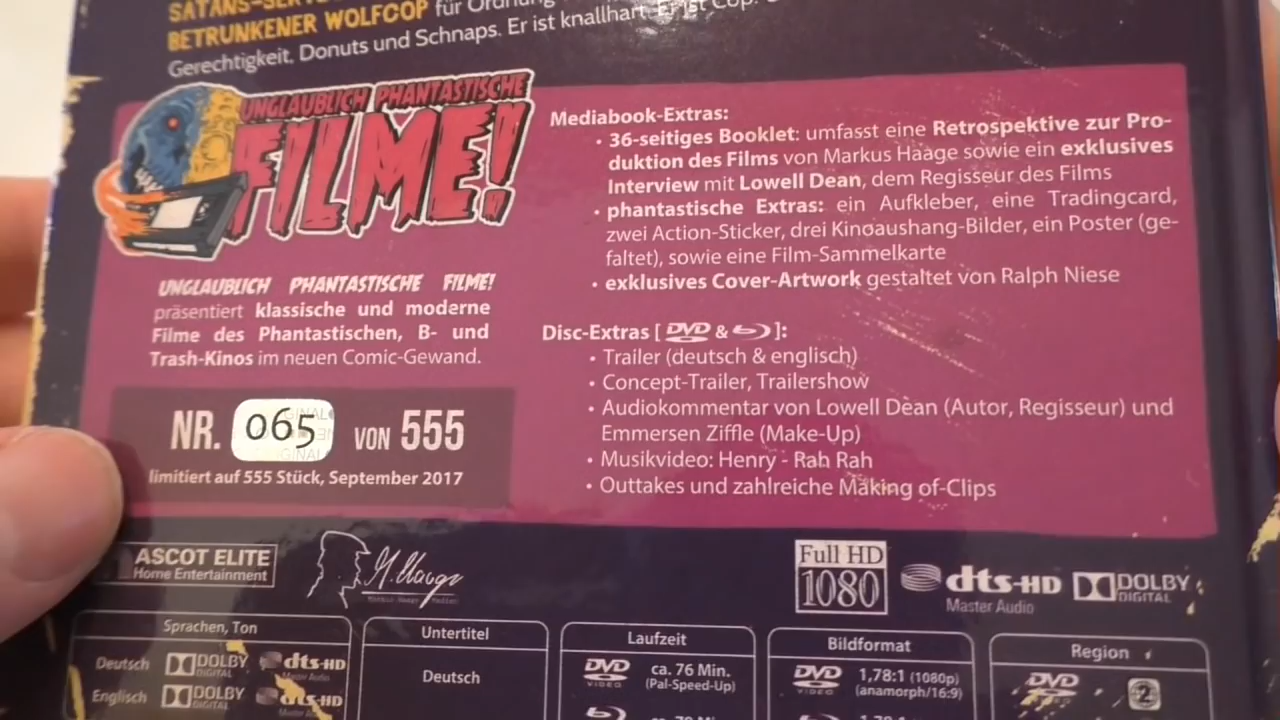 BETRUNKENER WOLFCOP für
Gerechtigkeit, Donuts und Schnaps. Er ist knallhart. Er ist Cop.
UNGLAUBLICH PHANTASTISCHE
FILME!
UNGLAUBLICH PHANTASTISCHE FILME!
präsentiert klassische und moderne
Filme des Phantastischen, B- und
Trash-Kinos im neuen Comic-Gewand.
NR. 065 VON 555
limitiert auf 555 Stück, September 2017
Mediabook-Extras:
• 36-seitiges Booklet: umfasst eine Retrospektive zur Pro-
duktion des Films von Markus Haage sowie ein exklusives
Interview mit Lowell Dean, dem Regisseur des Films
• phantastische Extras: ein Aufkleber, eine Tradingcard,
zwei Action-Sticker, drei Kinoaushang-Bilder, ein Poster (ge-
faltet), sowie eine Film-Sammelkarte
• exklusives Cover-Artwork gestaltet von Ralph Niese
Disc-Extras [ DVD & ]:
• Trailer (deutsch & englisch)
• Concept-Trailer, Trailershow
• Audiokommentar von Lowell Dean (Autor, Regisseur) und
Emmersen Ziffle (Make-Up)
• Musikvideo: Henry - Rah Rah
• Outtakes und zahlreiche Making of-Clips
ASCOT ELITE
Home Entertainment
Full HD
1080
dts-HD
Master Audio
DOLBY
DIGITAL
Sprachen, Ton
Deutsch DOLBY DIGITAL dts-HD Master Audio
Englisch DOLBY DIGITAL dts-HD
Untertitel
Deutsch
Laufzeit
DVD VIDEO ca. 76 Min.
(Pal-Speed-Up)
Bildformat
DVD VIDEO 1,78:1 (1080p)
(anamorph/16:9)
Region
DVD VIDEO 2